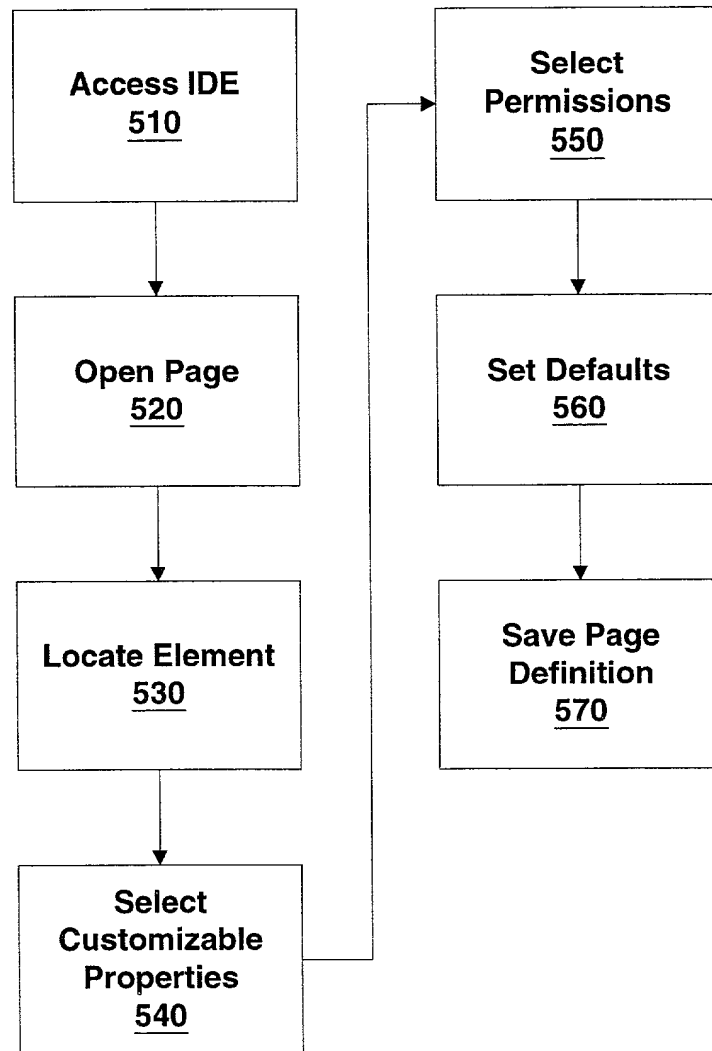 Access IDE
510
Open Page
520
Locate Element
530
Select
Customizable
Properties
540
Select
Permissions
550
Set Defaults
560
Save Page
Definition
570